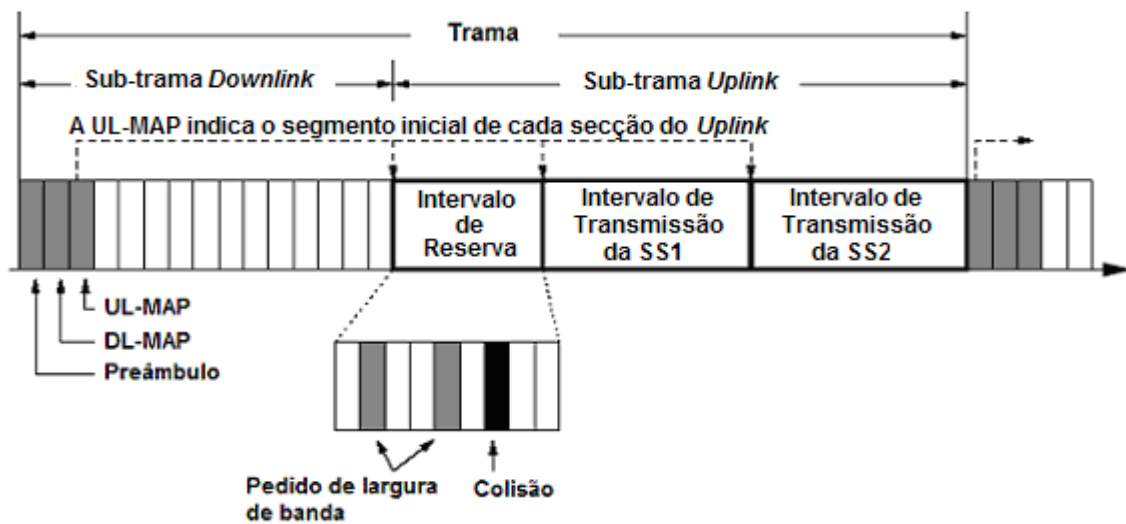 Trama
Sub-trama Downlink
Sub-trama Uplink
A UL-MAP indica o segmento inicial de cada secção do Uplink
Intervalo
de
Reserva
Intervalo de
Transmissão
da SS1
Intervalo de
Transmissão
da SS2
UL-MAP
DL-MAP
Preâmbulo
Pedido de largura
de banda
Colisão